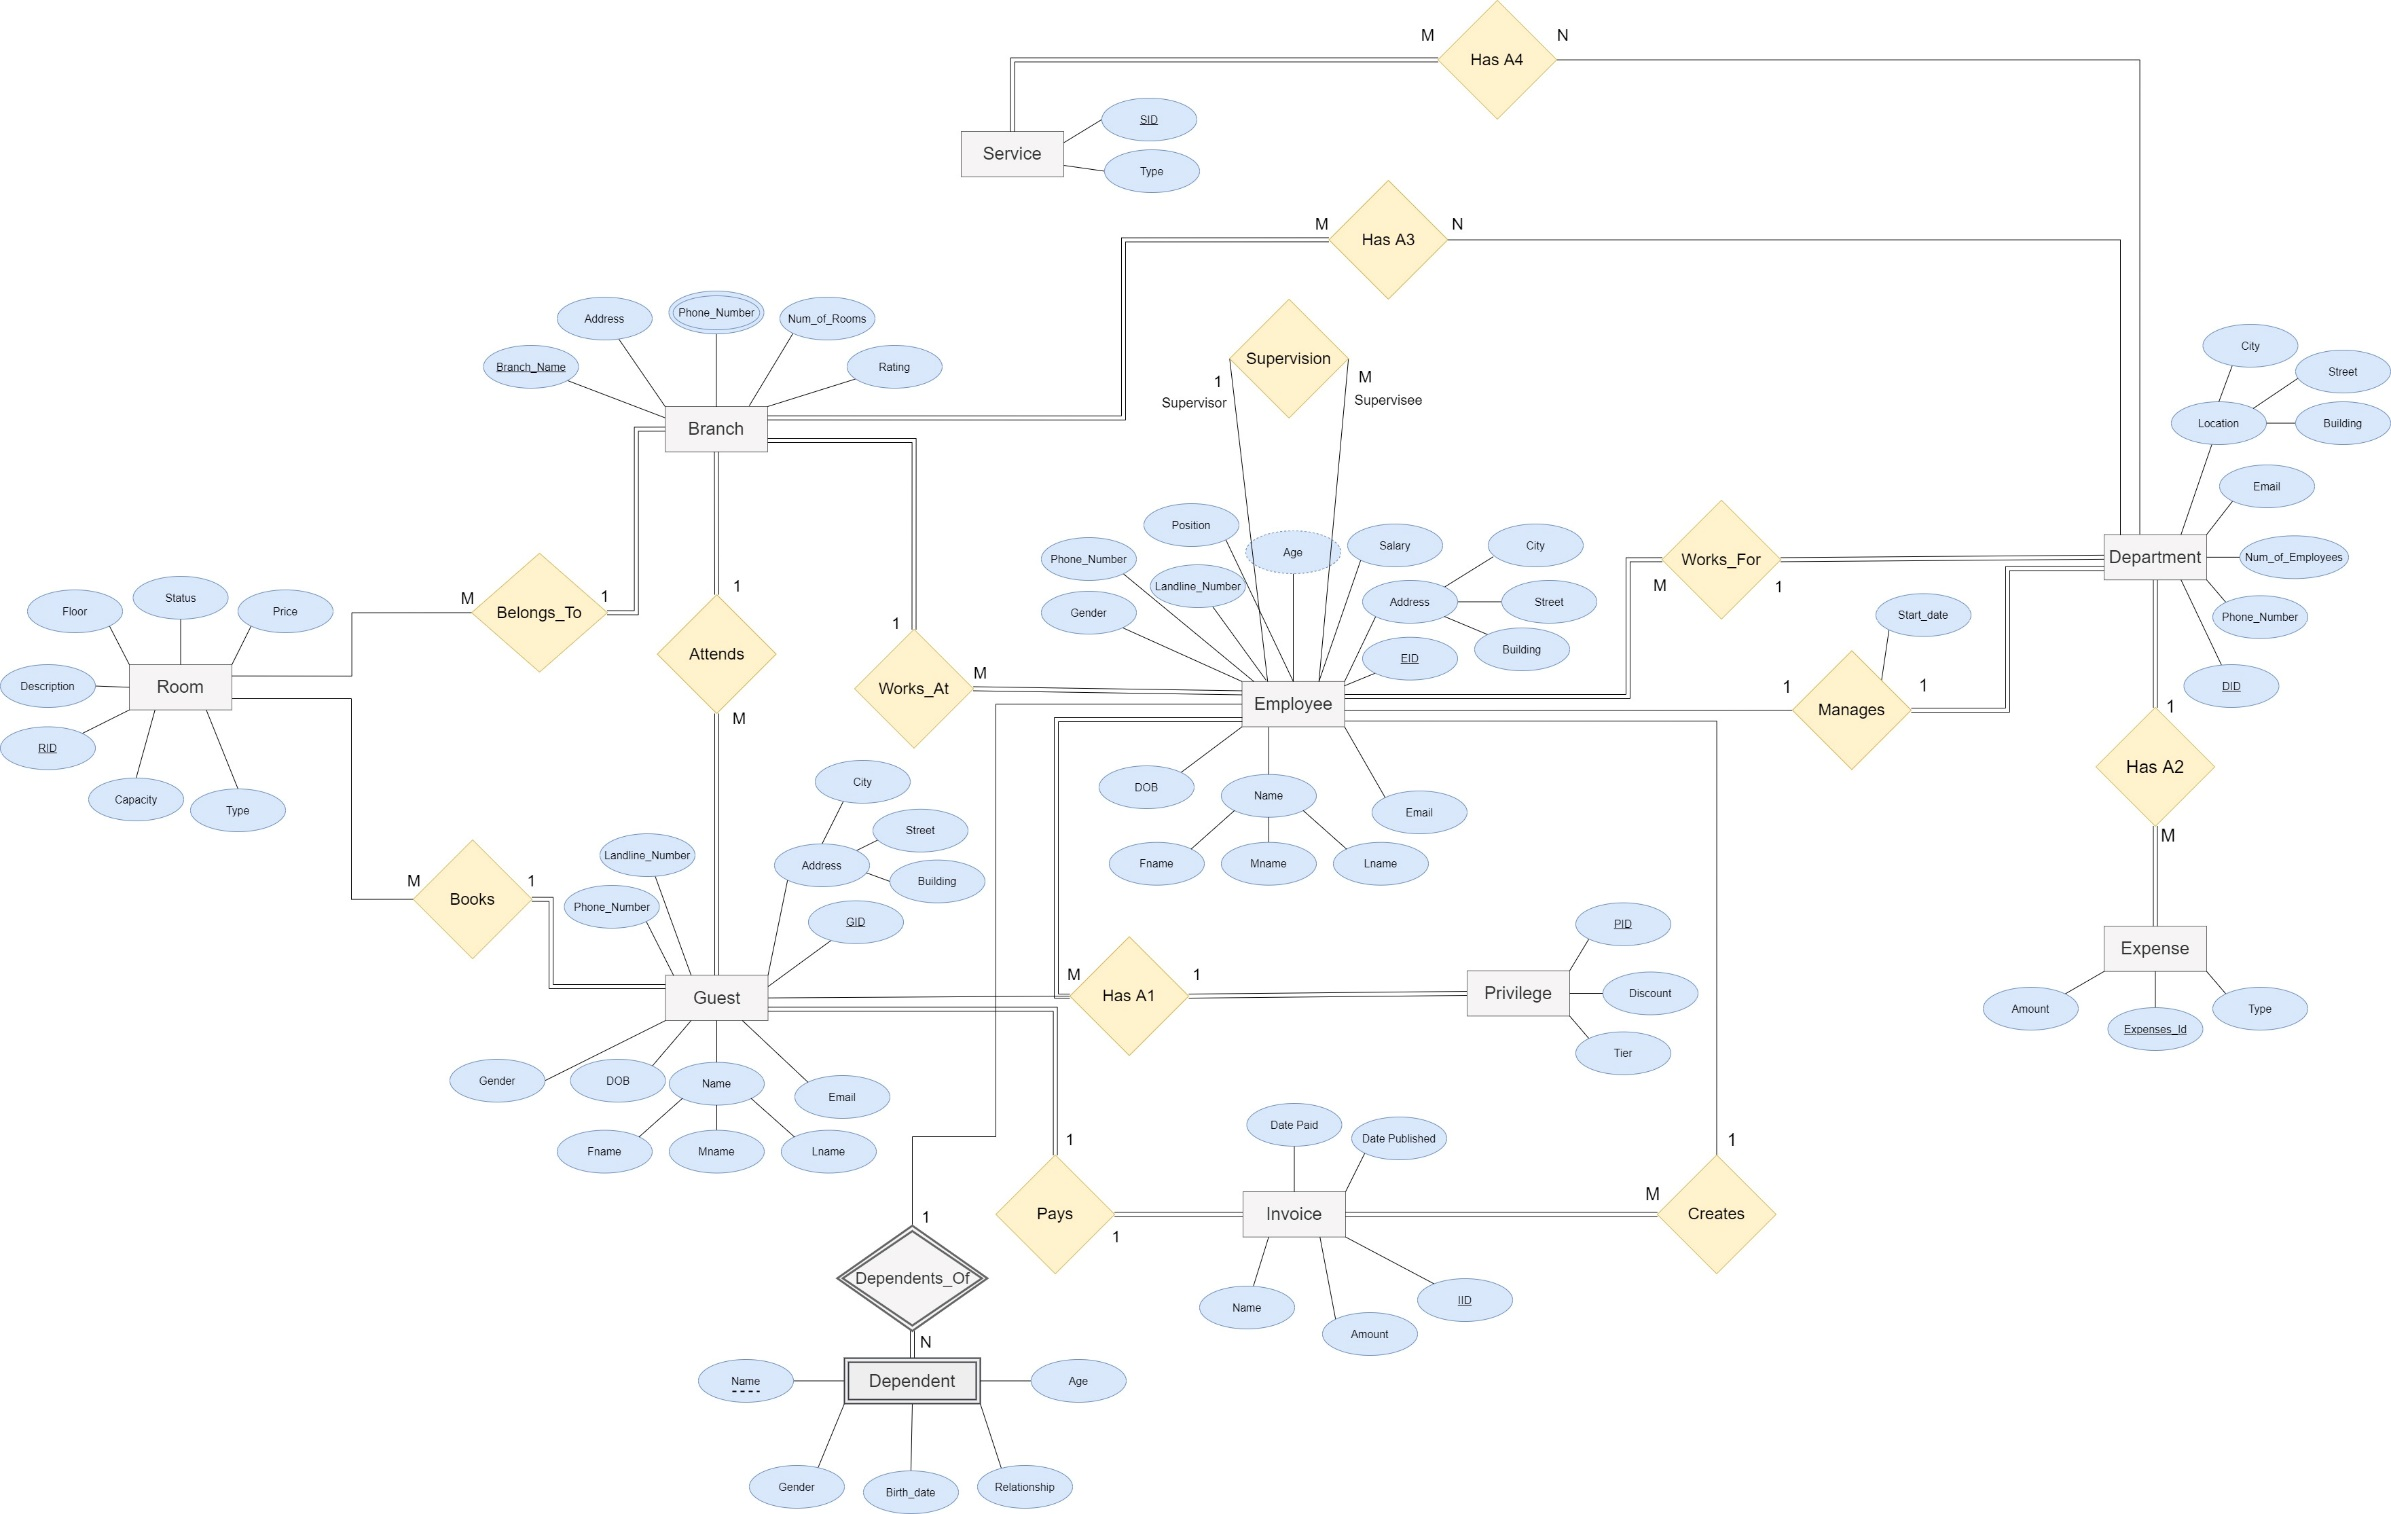 M
Has A4
N
SID
Service
Type
M
Has A3
N
Address
Phone_Number
Num_of_Rooms
Branch_Name
Rating
Branch
Supervision
1
Supervisor
M
Supervisee
City
Street
Location
Building
Email
Department
Num_of_Employees
Phone_Number
DID
Position
Phone_Number
Age
Salary
City
Landline_Number
Address
Street
Gender
Building
EID
Employee
Works_For
M
1
Start_date
1
Manages
1
M
Belongs_To
1
1
Attends
M
1
Works_At
M
Floor
Status
Price
Description
Room
RID
Capacity
Type
DOB
Name
Email
Fname
Mname
Lname
1
Has A2
M
Expense
Amount
Expenses_Id
Type
M
Books
1
City
Street
Landline_Number
Address
Building
Phone_Number
GID
Guest
Gender
DOB
Name
Email
Fname
Mname
Lname
M
Has A1
1
PID
Privilege
Discount
Tier
1
Pays
1
Date Paid
Date Published
Invoice
Name
Amount
IID
1
M
Creates
1
Dependents_Of
N
Name
Dependent
Age
Gender
Birth_date
Relationship